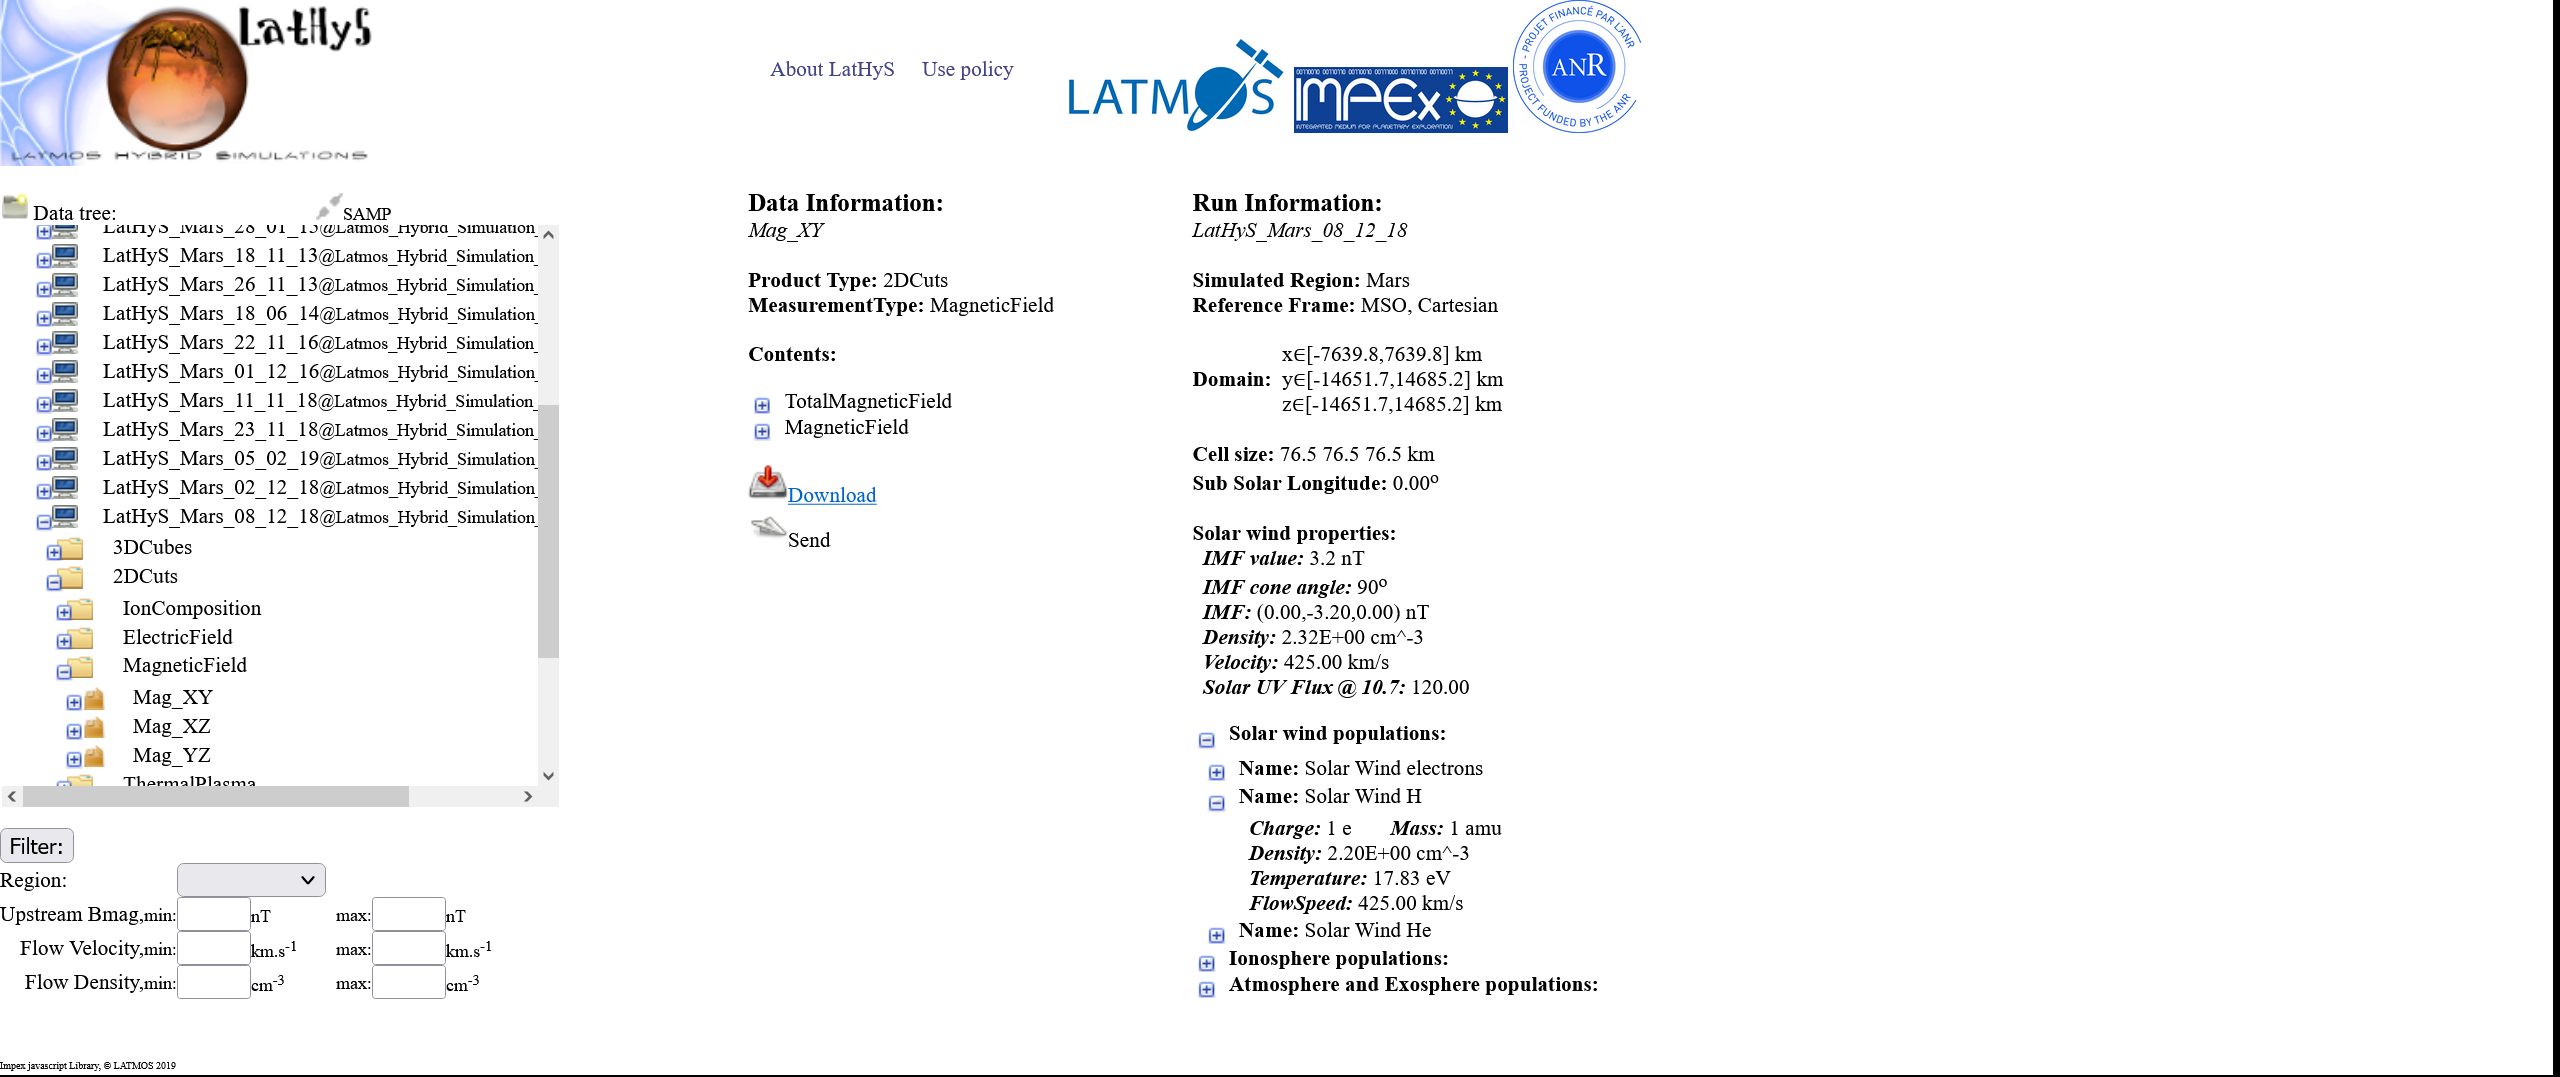 LatHyS
LATMOS HYBRID SIMULATIONS
About LatHyS Use policy
LATMOS
IMPEx
INTEGRATED MEDIUM FOR PLANETARY EXPLORATION
PROJET FINANCÉ PAR L'ANR -
ANR
PROJECT FUNDED BY THE ANR
Data tree: SAMP
LatHyS_Mars_28_01_13@Latmos_Hybrid_Simulation_
LatHyS_Mars_18_11_13@Latmos_Hybrid_Simulation_
LatHyS_Mars_26_11_13@Latmos_Hybrid_Simulation_
LatHyS_Mars_18_06_14@Latmos_Hybrid_Simulation_
LatHyS_Mars_22_11_16@Latmos_Hybrid_Simulation_
LatHyS_Mars_01_12_16@Latmos_Hybrid_Simulation_
LatHyS_Mars_11_11_18@Latmos_Hybrid_Simulation_
LatHyS_Mars_23_11_18@Latmos_Hybrid_Simulation_
LatHyS_Mars_05_02_19@Latmos_Hybrid_Simulation_
LatHyS_Mars_02_12_18@Latmos_Hybrid_Simulation_
LatHyS_Mars_08_12_18@Latmos_Hybrid_Simulation_
3DCubes
2DCuts
IonComposition
ElectricField
MagneticField
Mag_XY
Mag_XZ
Mag_YZ
ThermalPlasma
Filter:
Region:
Upstream Bmag,min: nT max: nT
Flow Velocity,min: km.s-1 max: km.s-1
Flow Density,min: cm-3 max: cm-3
Data Information:
Mag_XY
Product Type: 2DCuts
MeasurementType: MagneticField
Contents:
TotalMagneticField
MagneticField
Download
Send
Run Information:
LatHyS_Mars_08_12_18
Simulated Region: Mars
Reference Frame: MSO, Cartesian
x∈[-7639.8,7639.8] km
Domain: y∈[-14651.7,14685.2] km
z∈[-14651.7,14685.2] km
Cell size: 76.5 76.5 76.5 km
Sub Solar Longitude: 0.00º
Solar wind properties:
IMF value: 3.2 nT
IMF cone angle: 90º
IMF: (0.00,-3.20,0.00) nT
Density: 2.32E+00 cm^-3
Velocity: 425.00 km/s
Solar UV Flux @ 10.7: 120.00
Solar wind populations:
Name: Solar Wind electrons
Name: Solar Wind H
Charge: 1 e Mass: 1 amu
Density: 2.20E+00 cm^-3
Temperature: 17.83 eV
FlowSpeed: 425.00 km/s
Name: Solar Wind He
Ionosphere populations:
Atmosphere and Exosphere populations:
Impex javascript Library, © LATMOS 2019